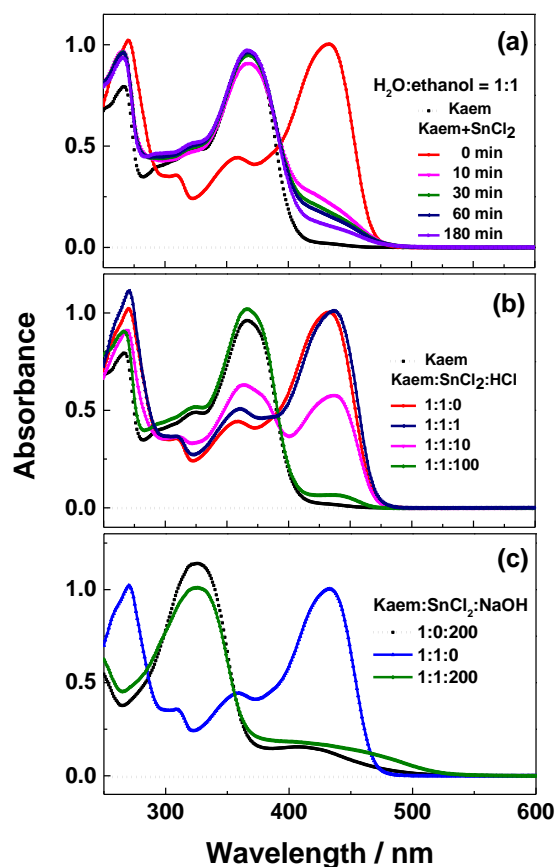 (a)
H₂O:ethanol = 1:1
Kaem
Kaem+SnCl₂
0 min
10 min
30 min
60 min
180 min
1.0
0.5
0.0
(b)
Kaem
Kaem:SnCl₂:HCl
1:1:0
1:1:1
1:1:10
1:1:100
1.0
0.5
0.0
Absorbance
(c)
Kaem:SnCl₂:NaOH
1:0:200
1:1:0
1:1:200
1.0
0.5
0.0
300 400 500 600
Wavelength / nm